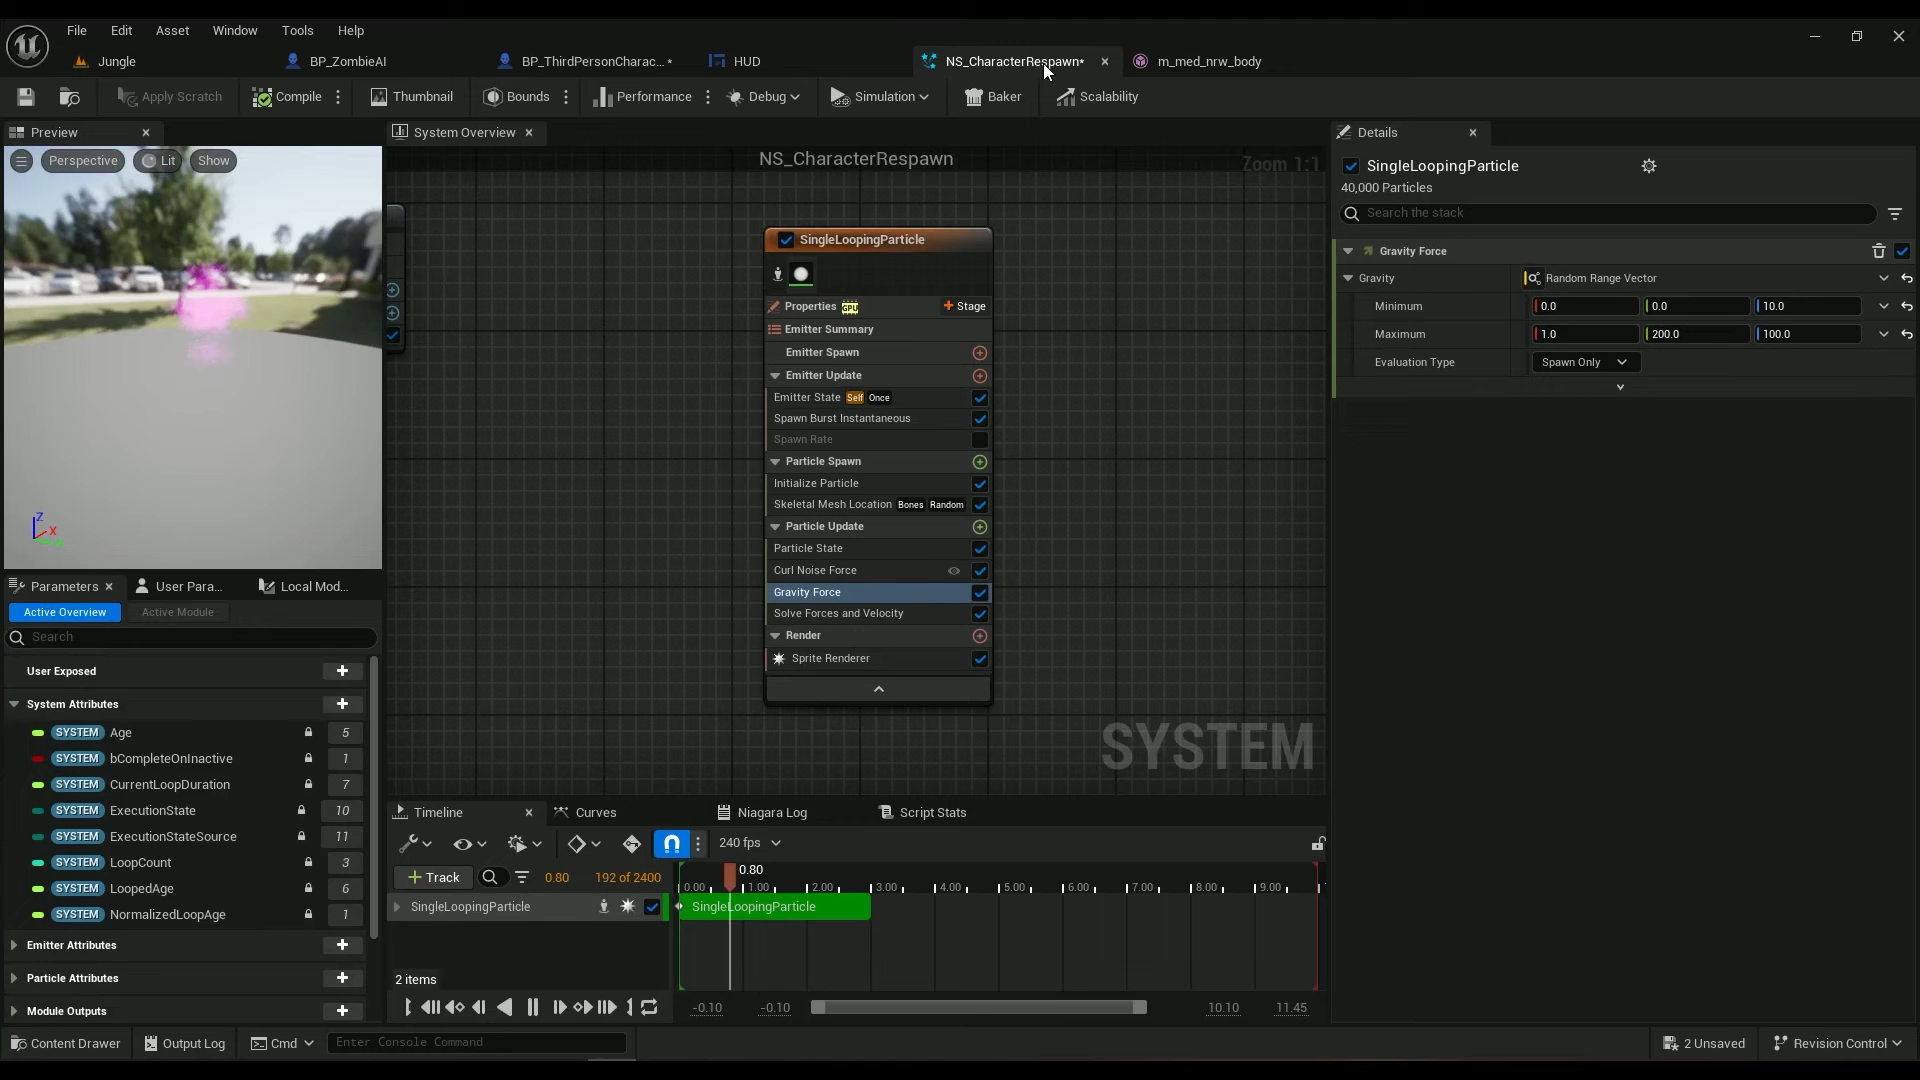 File Edit Asset Window Tools Help
Jungle BP_ZombieAI BP_ThirdPersonCharac... * HUD NS_CharacterRespawn* m_med_nrw_body
Apply Scratch Compile Thumbnail Bounds Performance Debug Simulation Baker Scalability
Preview System Overview Details
Perspective Lit Show
NS_CharacterRespawn Zoom 1:1
SingleLoopingParticle
40,000 Particles
Search the stack
Gravity Force
Gravity Random Range Vector
Minimum 0.0 0.0 10.0
Maximum 1.0 200.0 100.0
Evaluation Type Spawn Only
SingleLoopingParticle
Properties GPU Stage
Emitter Summary
Emitter Spawn
Emitter Update
Emitter State Self Once
Spawn Burst Instantaneous
Spawn Rate
Particle Spawn
Initialize Particle
Skeletal Mesh Location Bones Random
Particle Update
Particle State
Curl Noise Force
Gravity Force
Solve Forces and Velocity
Render
Sprite Renderer
SYSTEM
Z X
Parameters User Para... Local Mod...
Active Overview Active Module
Search
User Exposed
System Attributes
SYSTEM Age 5
SYSTEM bCompleteOnInactive 1
SYSTEM CurrentLoopDuration 7
SYSTEM ExecutionState 10
SYSTEM ExecutionStateSource 11
SYSTEM LoopCount 3
SYSTEM LoopedAge 6
SYSTEM NormalizedLoopAge 1
Emitter Attributes
Particle Attributes
Module Outputs
Timeline Curves Niagara Log Script Stats
240 fps
+ Track 0.80 192 of 2400
0.80
0.00 1.00 2.00 3.00 4.00 5.00 6.00 7.00 8.00 9.00
SingleLoopingParticle SingleLoopingParticle
2 items
-0.10 -0.10 10.10 11.45
Content Drawer Output Log Cmd Enter Console Command 2 Unsaved Revision Control